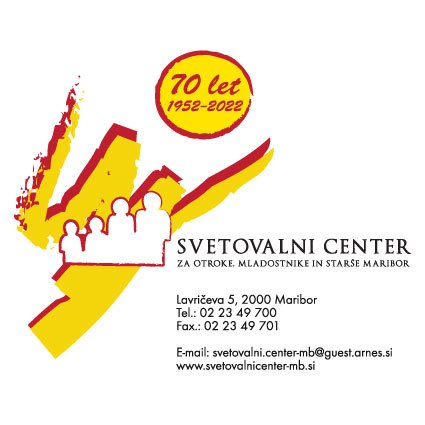 70 let
1952-2022
SVETOVALNI CENTER
ZA OTROKE, MLADOSTNIKE IN STARŠE MARIBOR
Lavričeva 5, 2000 Maribor
Tel.: 02 23 49 700
Fax.: 02 23 49 701
E-mail: svetovalni.center-mb@guest.arnes.si
www.svetovalnicenter-mb.si